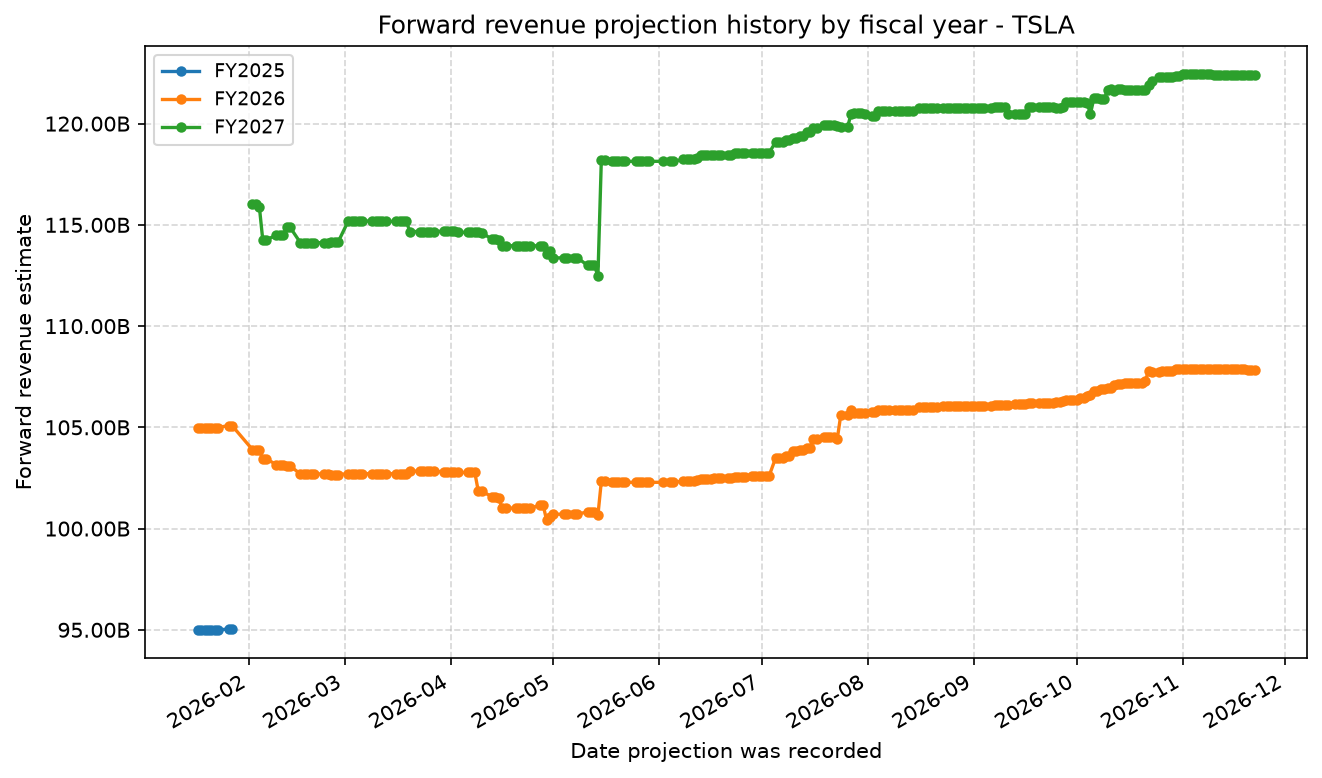 Forward revenue projection history by fiscal year - TSLA
FY2025
FY2026
FY2027
120.00B
115.00B
110.00B
105.00B
100.00B
95.00B
Forward revenue estimate
2026-02
2026-03
2026-04
2026-05
2026-06
2026-07
2026-08
2026-09
2026-10
2026-11
2026-12
Date projection was recorded